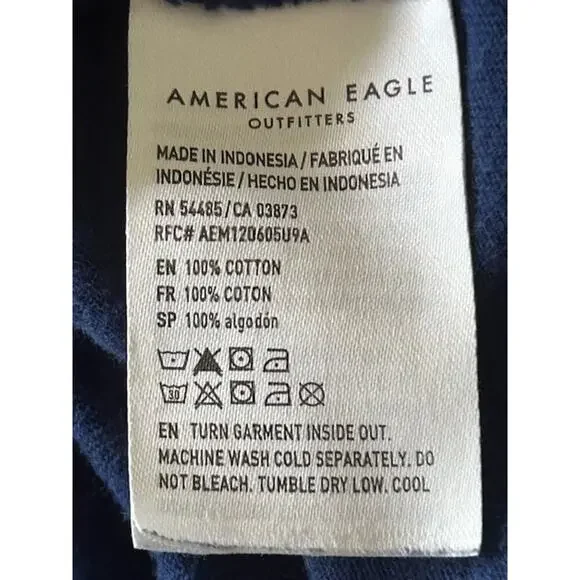 AMERICAN EAGLE
OUTFITTERS
MADE IN INDONESIA / FABRIQUÉ EN
INDONÉSIE / HECHO EN INDONESIA
RN 54485 / CA 03873
RFC# AEM120605U9A
EN 100% COTTON
FR 100% COTON
SP 100% algodón
30
EN TURN GARMENT INSIDE OUT.
MACHINE WASH COLD SEPARATELY. DO
NOT BLEACH. TUMBLE DRY LOW. COOL